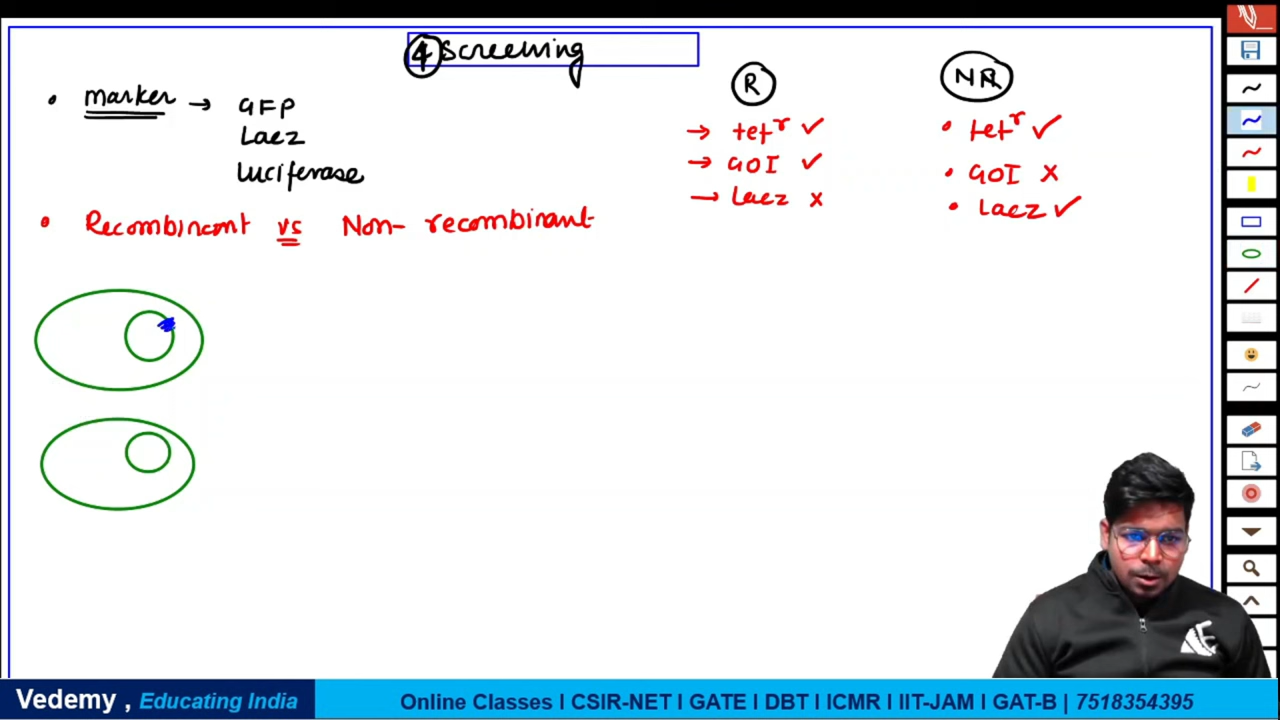 4 Screening
R
NR
• marker → GFP
Lacz
Luciferase
→ tetʳ ✓
→ GOI ✓
→ Lacz x
• tetʳ ✓
• GOI x
• Lacz ✓
• Recombinant vs Non-recombinant
Vedemy , Educating India
Online Classes I CSIR-NET I GATE I DBT I ICMR I IIT-JAM I GAT-B | 7518354395